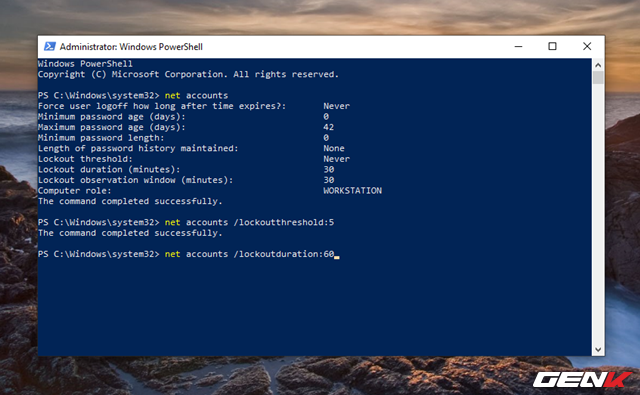 Administrator: Windows PowerShell
Windows PowerShell
Copyright (C) Microsoft Corporation. All rights reserved.
PS C:\Windows\system32> net accounts
Force user logoff how long after time expires?: Never
Minimum password age (days): 0
Maximum password age (days): 42
Minimum password length: 0
Length of password history maintained: None
Lockout threshold: Never
Lockout duration (minutes): 30
Lockout observation window (minutes): 30
Computer role: WORKSTATION
The command completed successfully.
PS C:\Windows\system32> net accounts /lockoutthreshold:5
The command completed successfully.
PS C:\Windows\system32> net accounts /lockoutduration:60
GENK